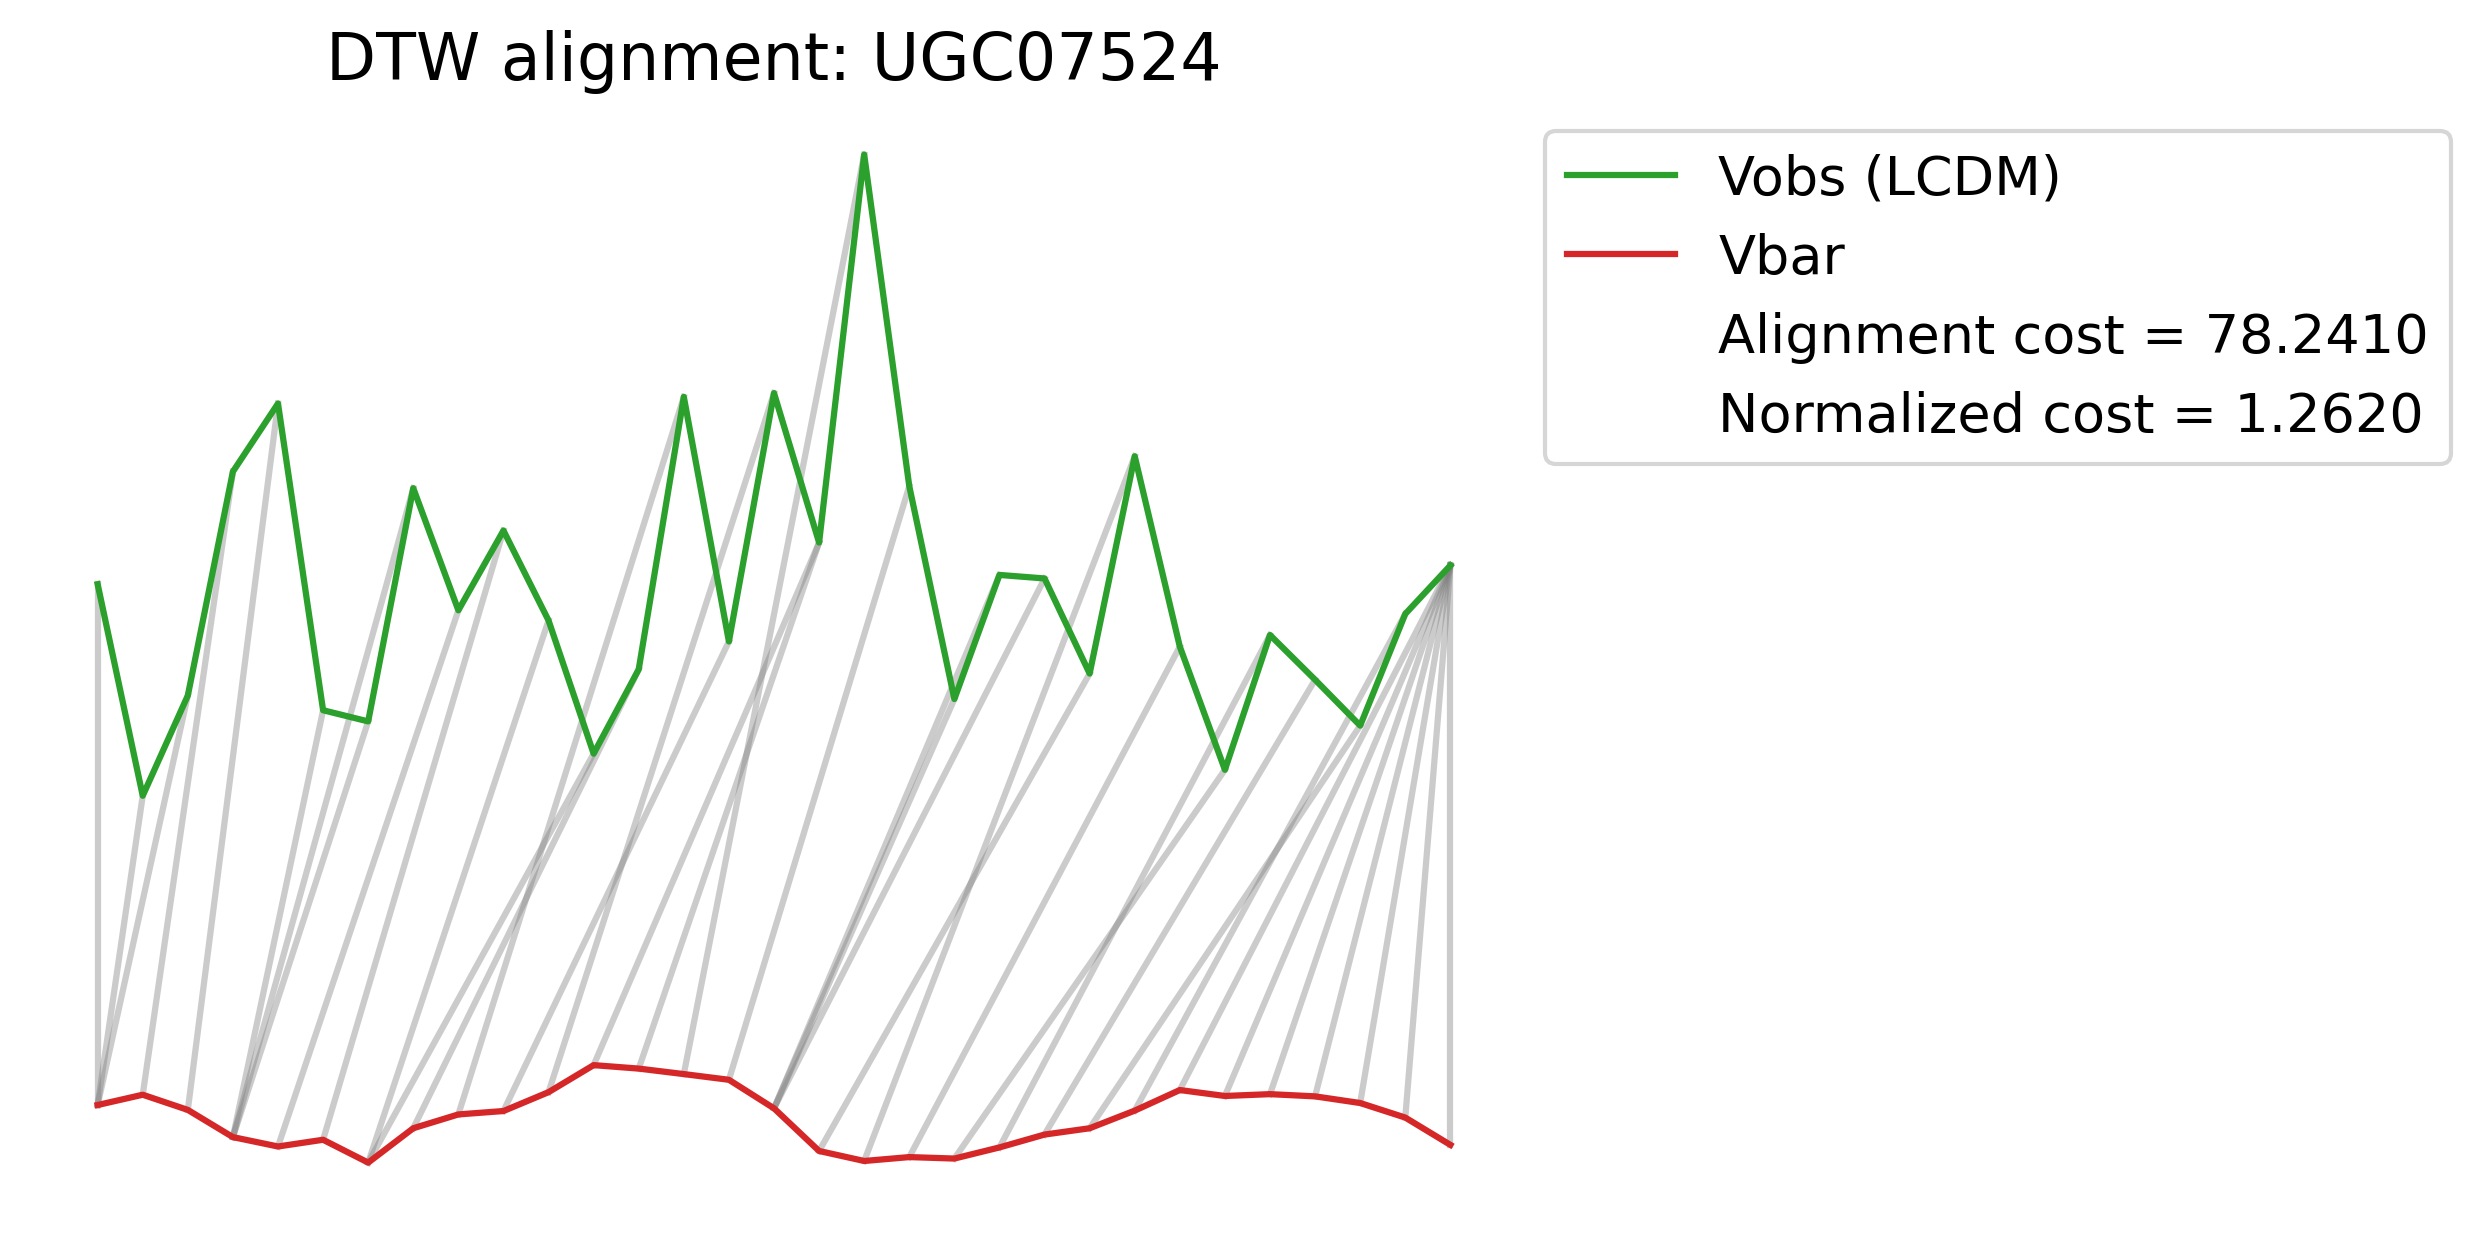 DTW alignment: UGC07524
Vobs (LCDM)
Vbar
Alignment cost = 78.2410
Normalized cost = 1.2620